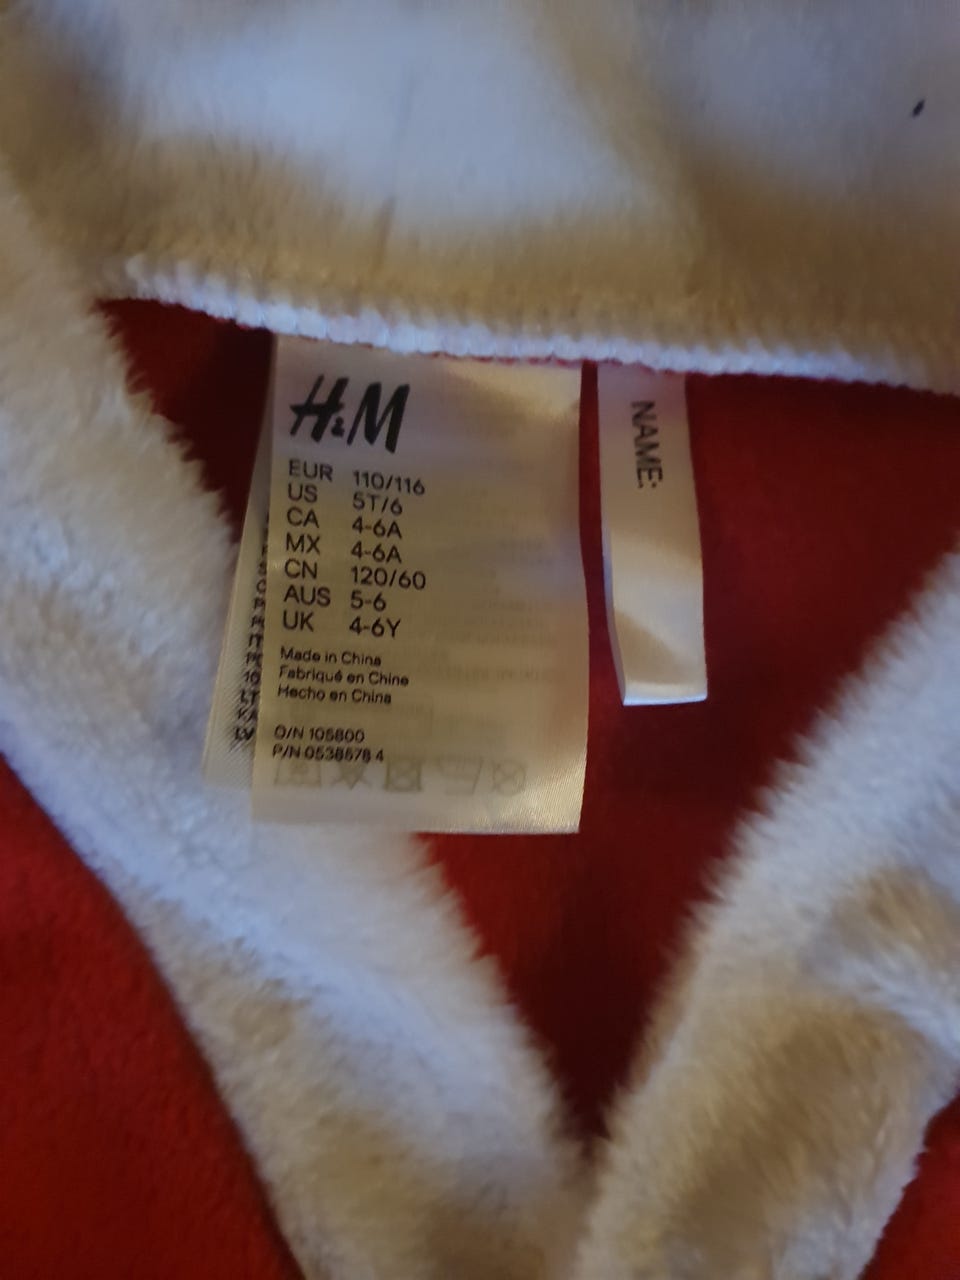 H&M
EUR 110/116
US 5T/6
CA 4-6A
MX 4-6A
CN 120/60
AUS 5-6
UK 4-6Y
Made in China
Fabriqué en China
Hecho en China
O/N 105800
P/N 0538578 4
NAME: